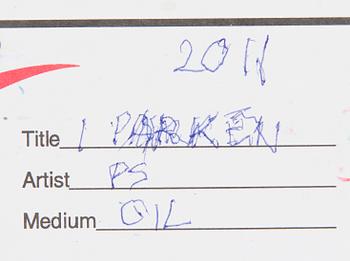 2011
Title I PARKEN
Artist PS
Medium OIL